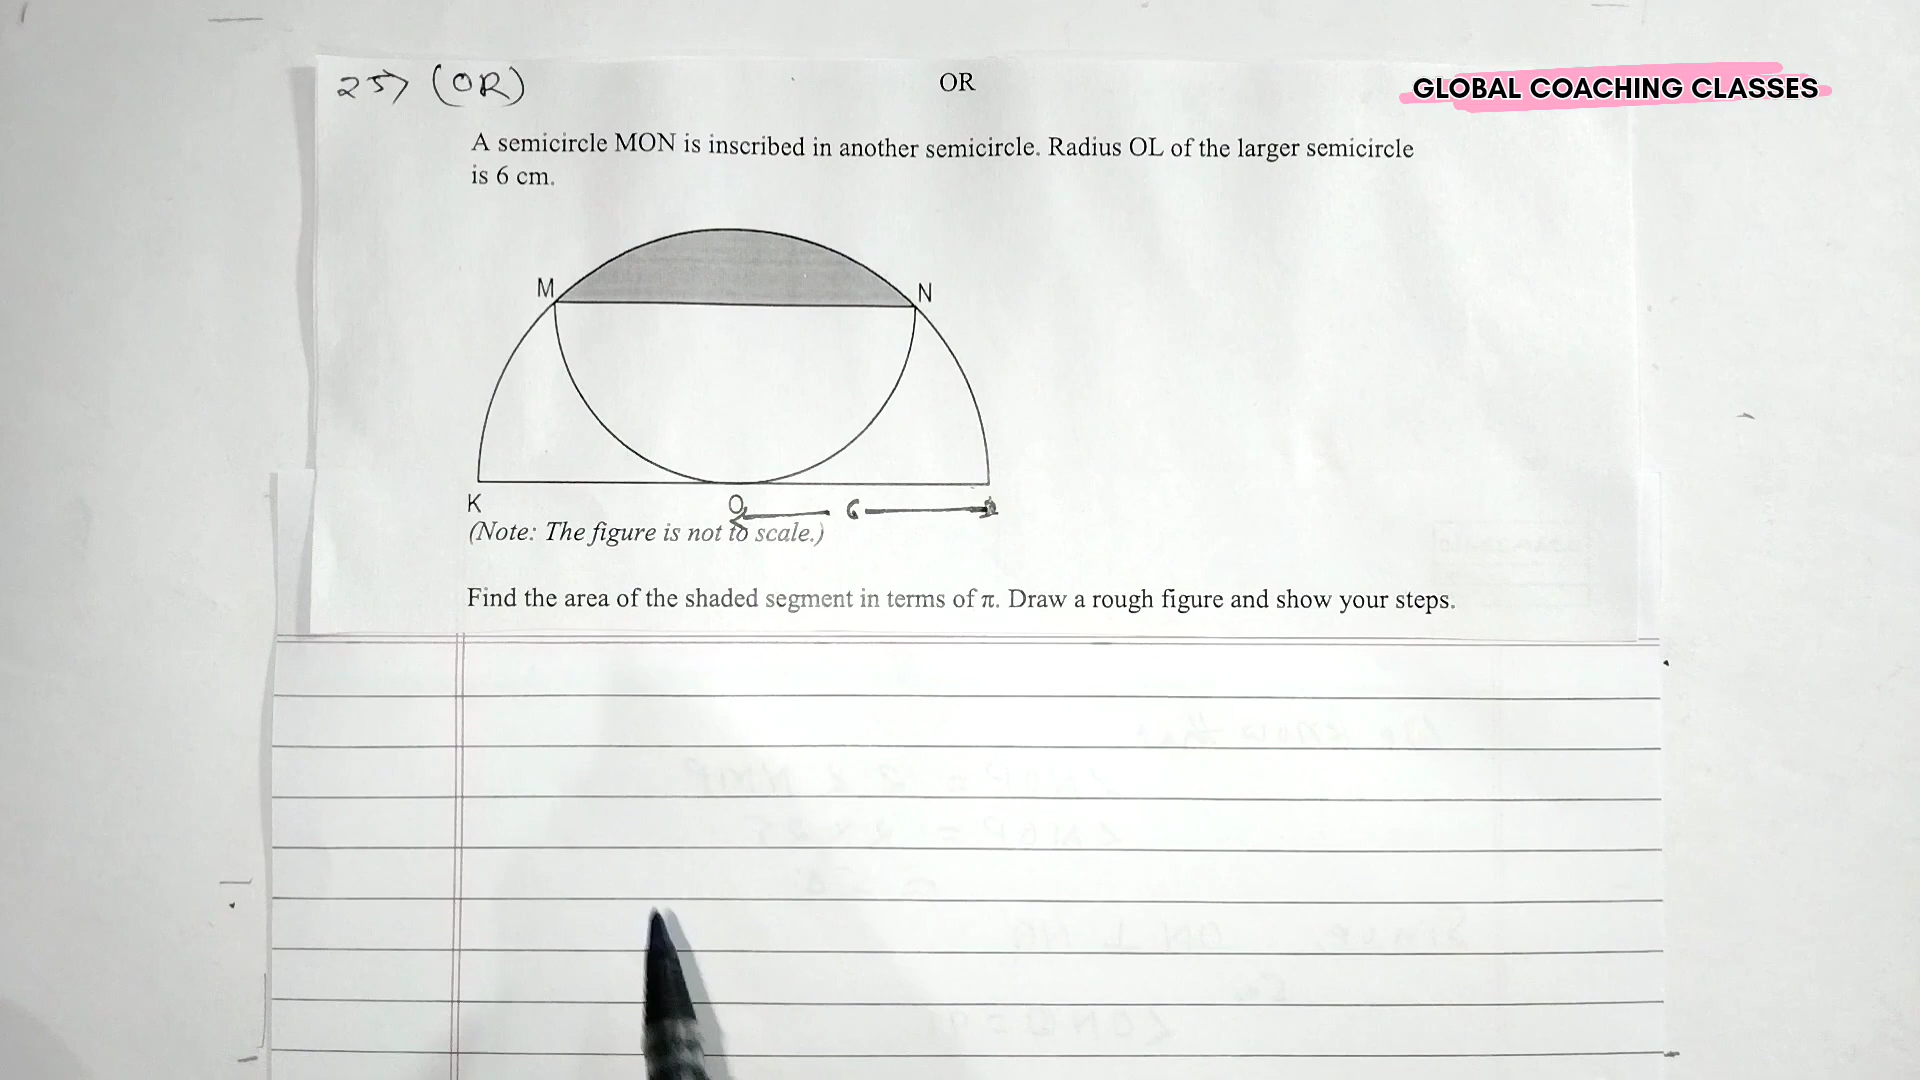 25) (OR)
OR
GLOBAL COACHING CLASSES
A semicircle MON is inscribed in another semicircle. Radius OL of the larger semicircle
is 6 cm.
M
N
K
O
6
(Note: The figure is not to scale.)
Find the area of the shaded segment in terms of π. Draw a rough figure and show your steps.